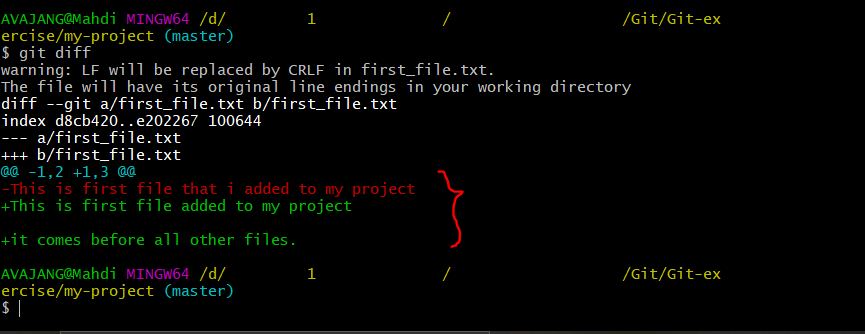 AVAJANG@Mahdi MINGW64 /d/ 1 / /Git/Git-ex
ercise/my-project (master)
$ git diff
warning: LF will be replaced by CRLF in first_file.txt.
The file will have its original line endings in your working directory
diff --git a/first_file.txt b/first_file.txt
index d8cb420..e202267 100644
--- a/first_file.txt
+++ b/first_file.txt
@@ -1,2 +1,3 @@
-This is first file that i added to my project
+This is first file added to my project
+it comes before all other files.
AVAJANG@Mahdi MINGW64 /d/ 1 / /Git/Git-ex
ercise/my-project (master)
$